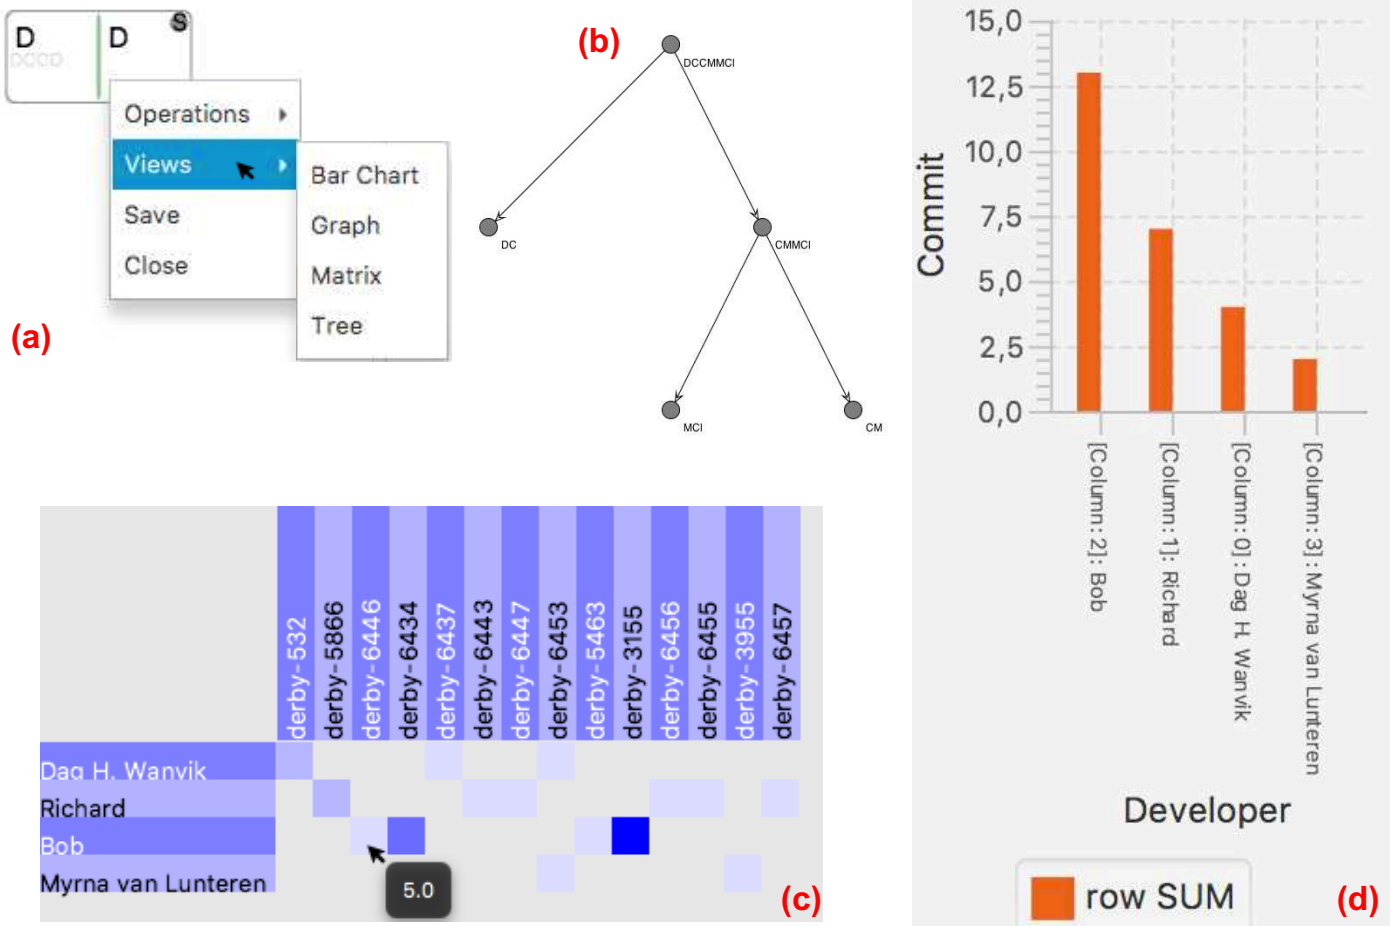 D
D
S
(a)
Operations
Views
Save
Close
Bar Chart
Graph
Matrix
Tree
(b)
DCCMMCI
DC
CMMCI
MCI
CM
derby-532
derby-5866
derby-6446
derby-6434
derby-6437
derby-6443
derby-6447
derby-6453
derby-5463
derby-3155
derby-6456
derby-6455
derby-3955
derby-6457
Dag H. Wanvik
Richard
Bob
Myrna van Lunteren
5.0
(c)
Commit
15,0
12,5
10,0
7,5
5,0
2,5
0,0
[Column:2]: Bob
[Column:1]: Richard
[Column:0]: Dag H. Wanvik
[Column:3]: Myrna van Lunteren
Developer
row SUM
(d)